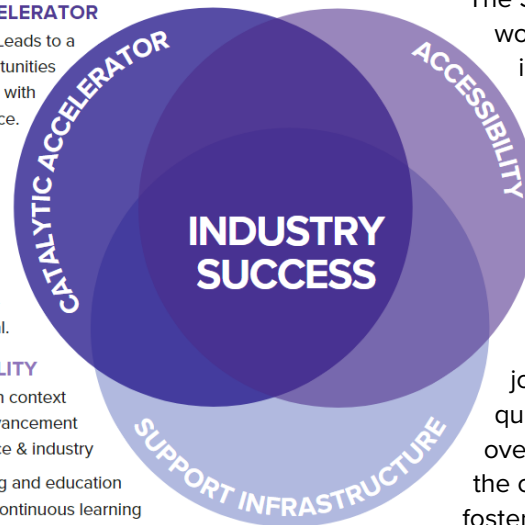 ELERATOR
Leads to a
tunities
with
ce.
CATALYTIC ACCELERATOR
ACCESSIBILITY
INDUSTRY
SUCCESS
SUPPORT INFRASTRUCTURE
l.
LITY
n context
vancement
ce & industry
g and education
ontinuous learning
The
wo
i
jo
qu
ove
the c
foster